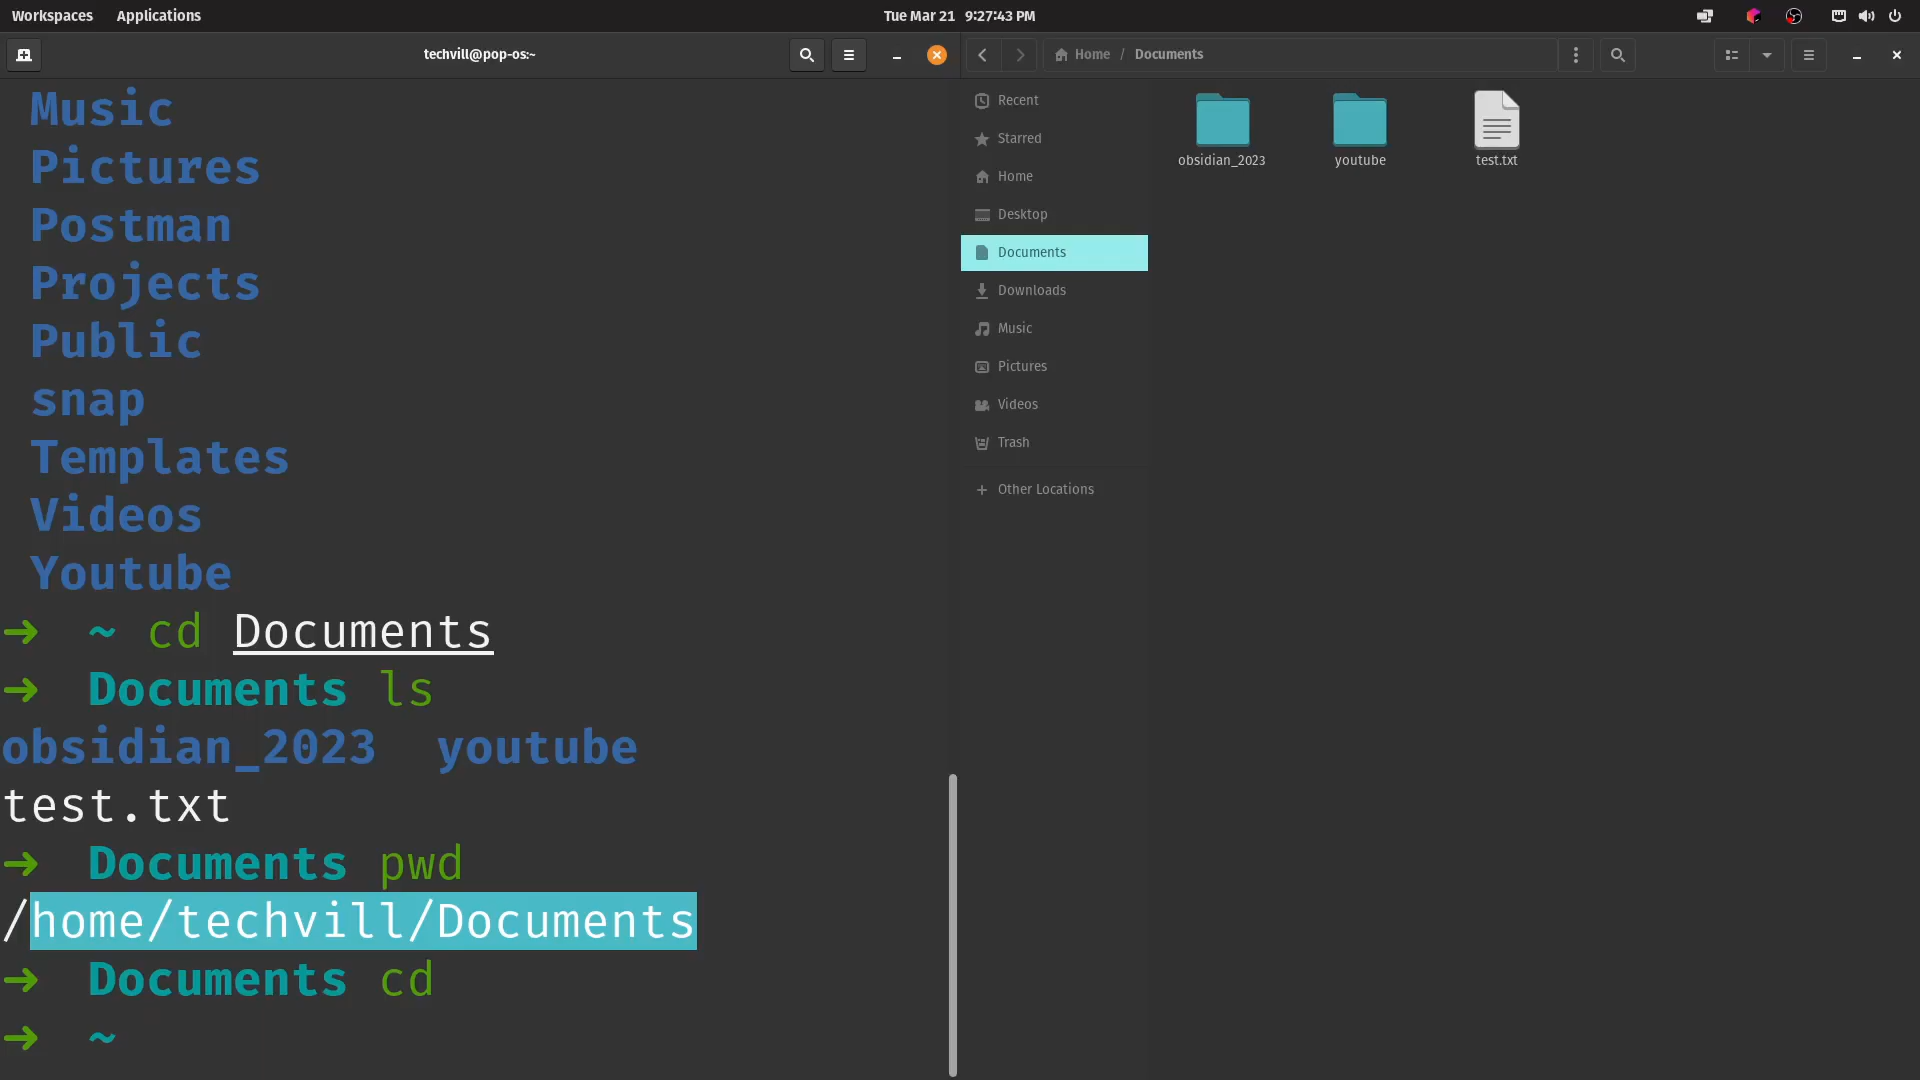 Workspaces Applications Tue Mar 21 9:27:43 PM
techvill@pop-os:~
Music
Pictures
Postman
Projects
Public
snap
Templates
Videos
Youtube
➜ ~ cd Documents
➜ Documents ls
obsidian_2023 youtube
test.txt
➜ Documents pwd
/home/techvill/Documents
➜ Documents cd
➜ ~
Home / Documents
Recent
Starred
Home
Desktop
Documents
Downloads
Music
Pictures
Videos
Trash
Other Locations
obsidian_2023 youtube test.txt